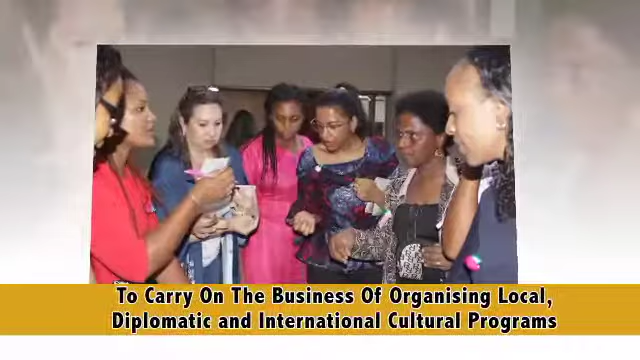 To Carry On The Business Of Organising Local,
Diplomatic and International Cultural Programs